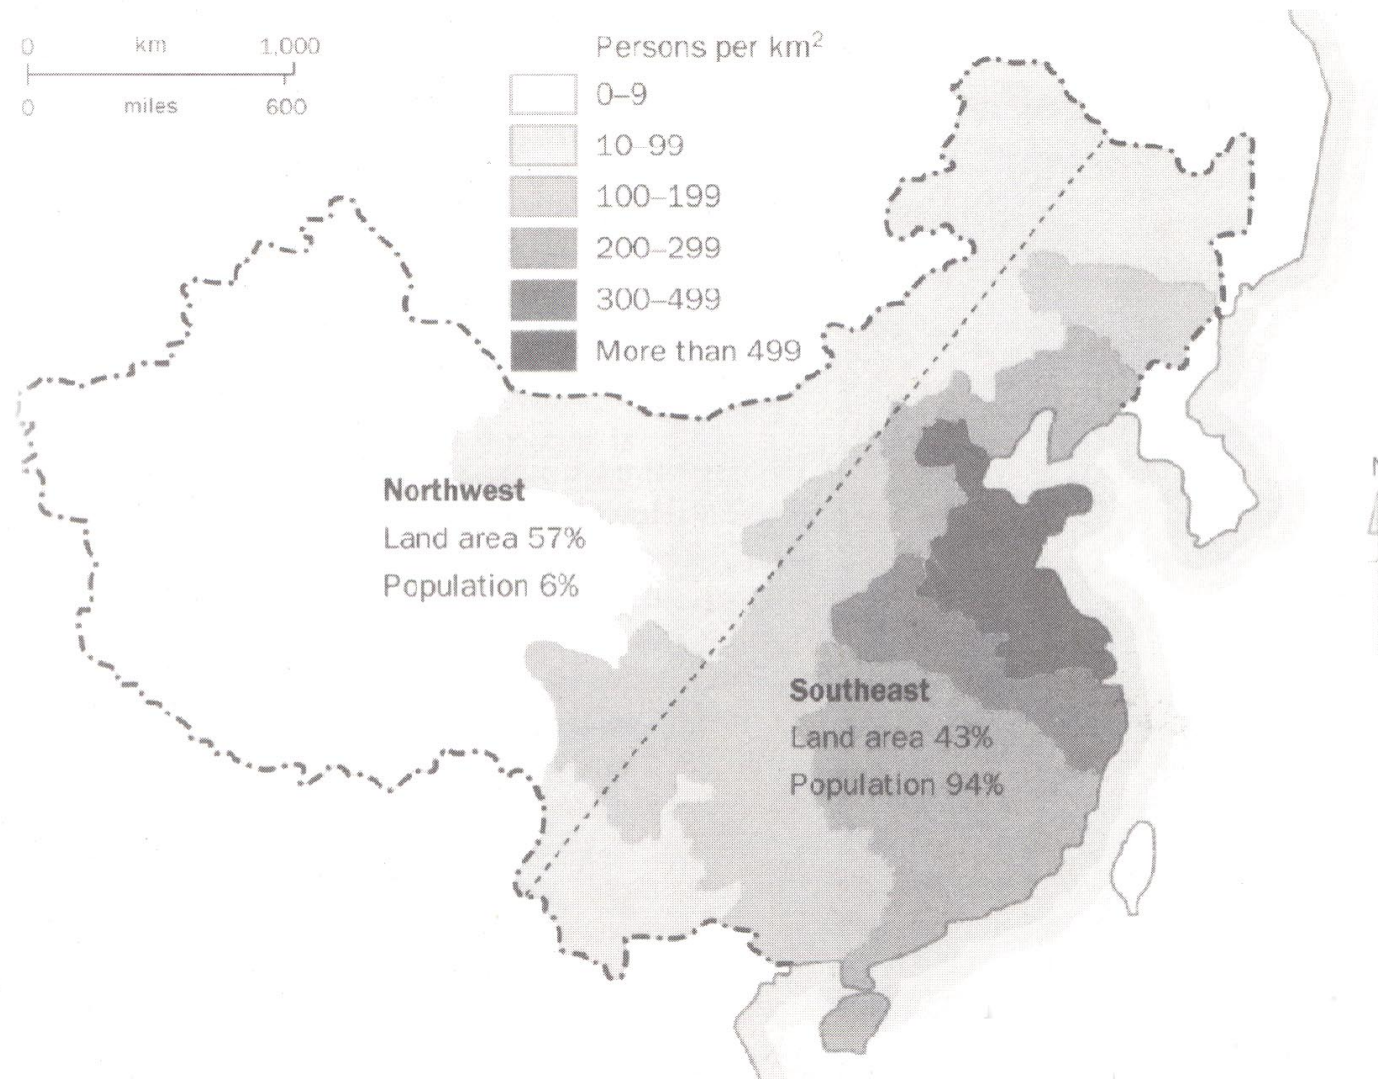 0 km 1,000
0 miles 600
Persons per km²
0–9
10–99
100–199
200–299
300–499
More than 499
Northwest
Land area 57%
Population 6%
Southeast
Land area 43%
Population 94%